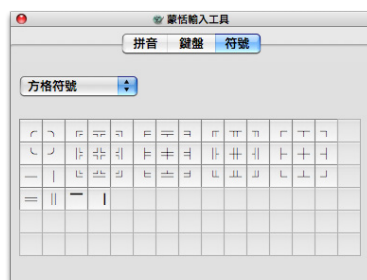 蒙恬輸入工具
拼音 鍵盤 符號
方格符號
╭ ╮ ╔ ╦ ╗ ╒ ╤ ╕ ╓ ╥ ╖ ┌ ┬ ┐
╰ ╯ ╠ ╬ ╣ ╞ ╪ ╡ ╟ ╫ ╢ ├ ┼ ┤
─ │ ╚ ╩ ╝ ╘ ╧ ╛ ╙ ╨ ╜ └ ┴ ┘
═ ║ ▔ ▕